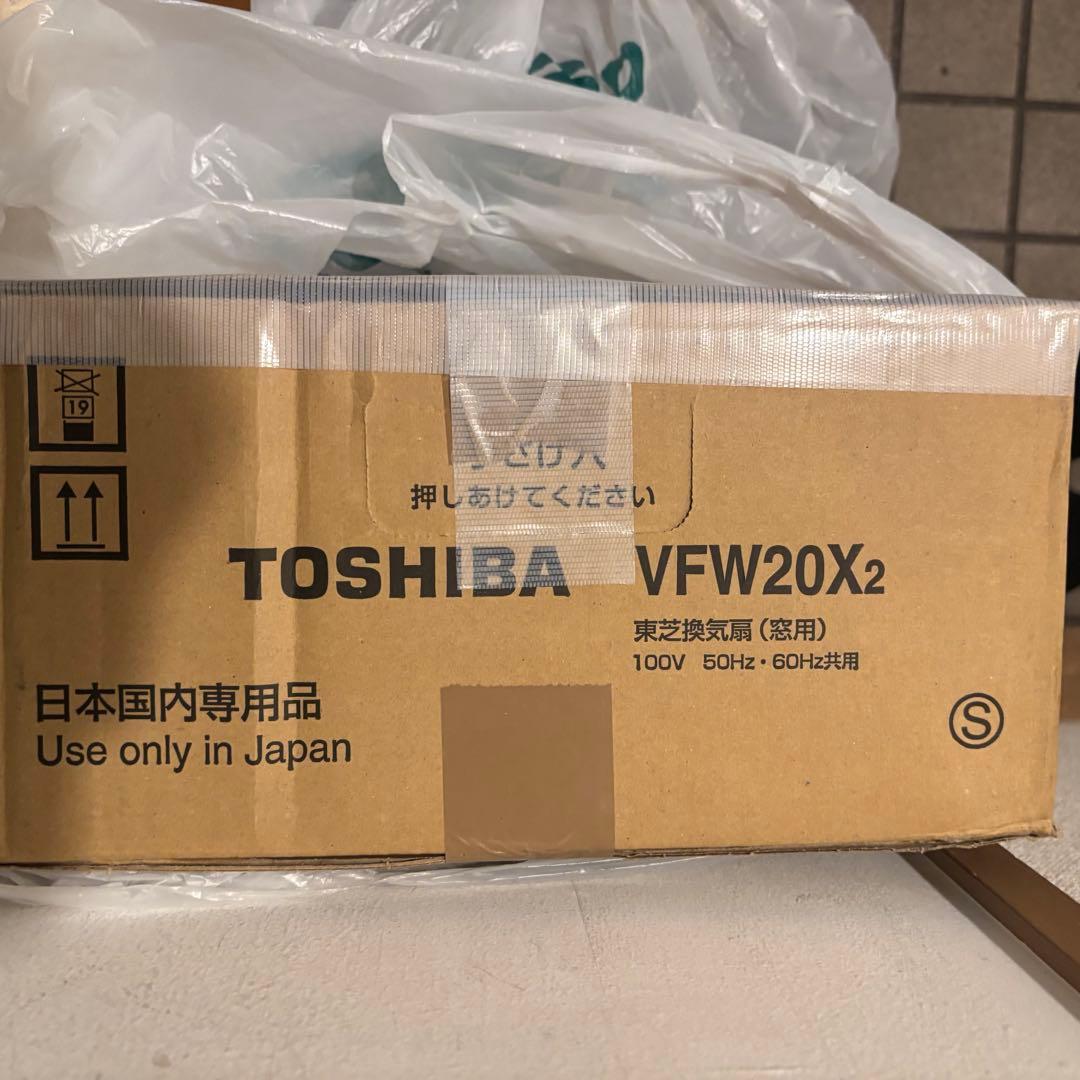 19
押しあけてください
TOSHIBA VFW20X2
東芝換気扇(窓用)
100V 50Hz・60Hz共用
日本国内専用品
Use only in Japan
S